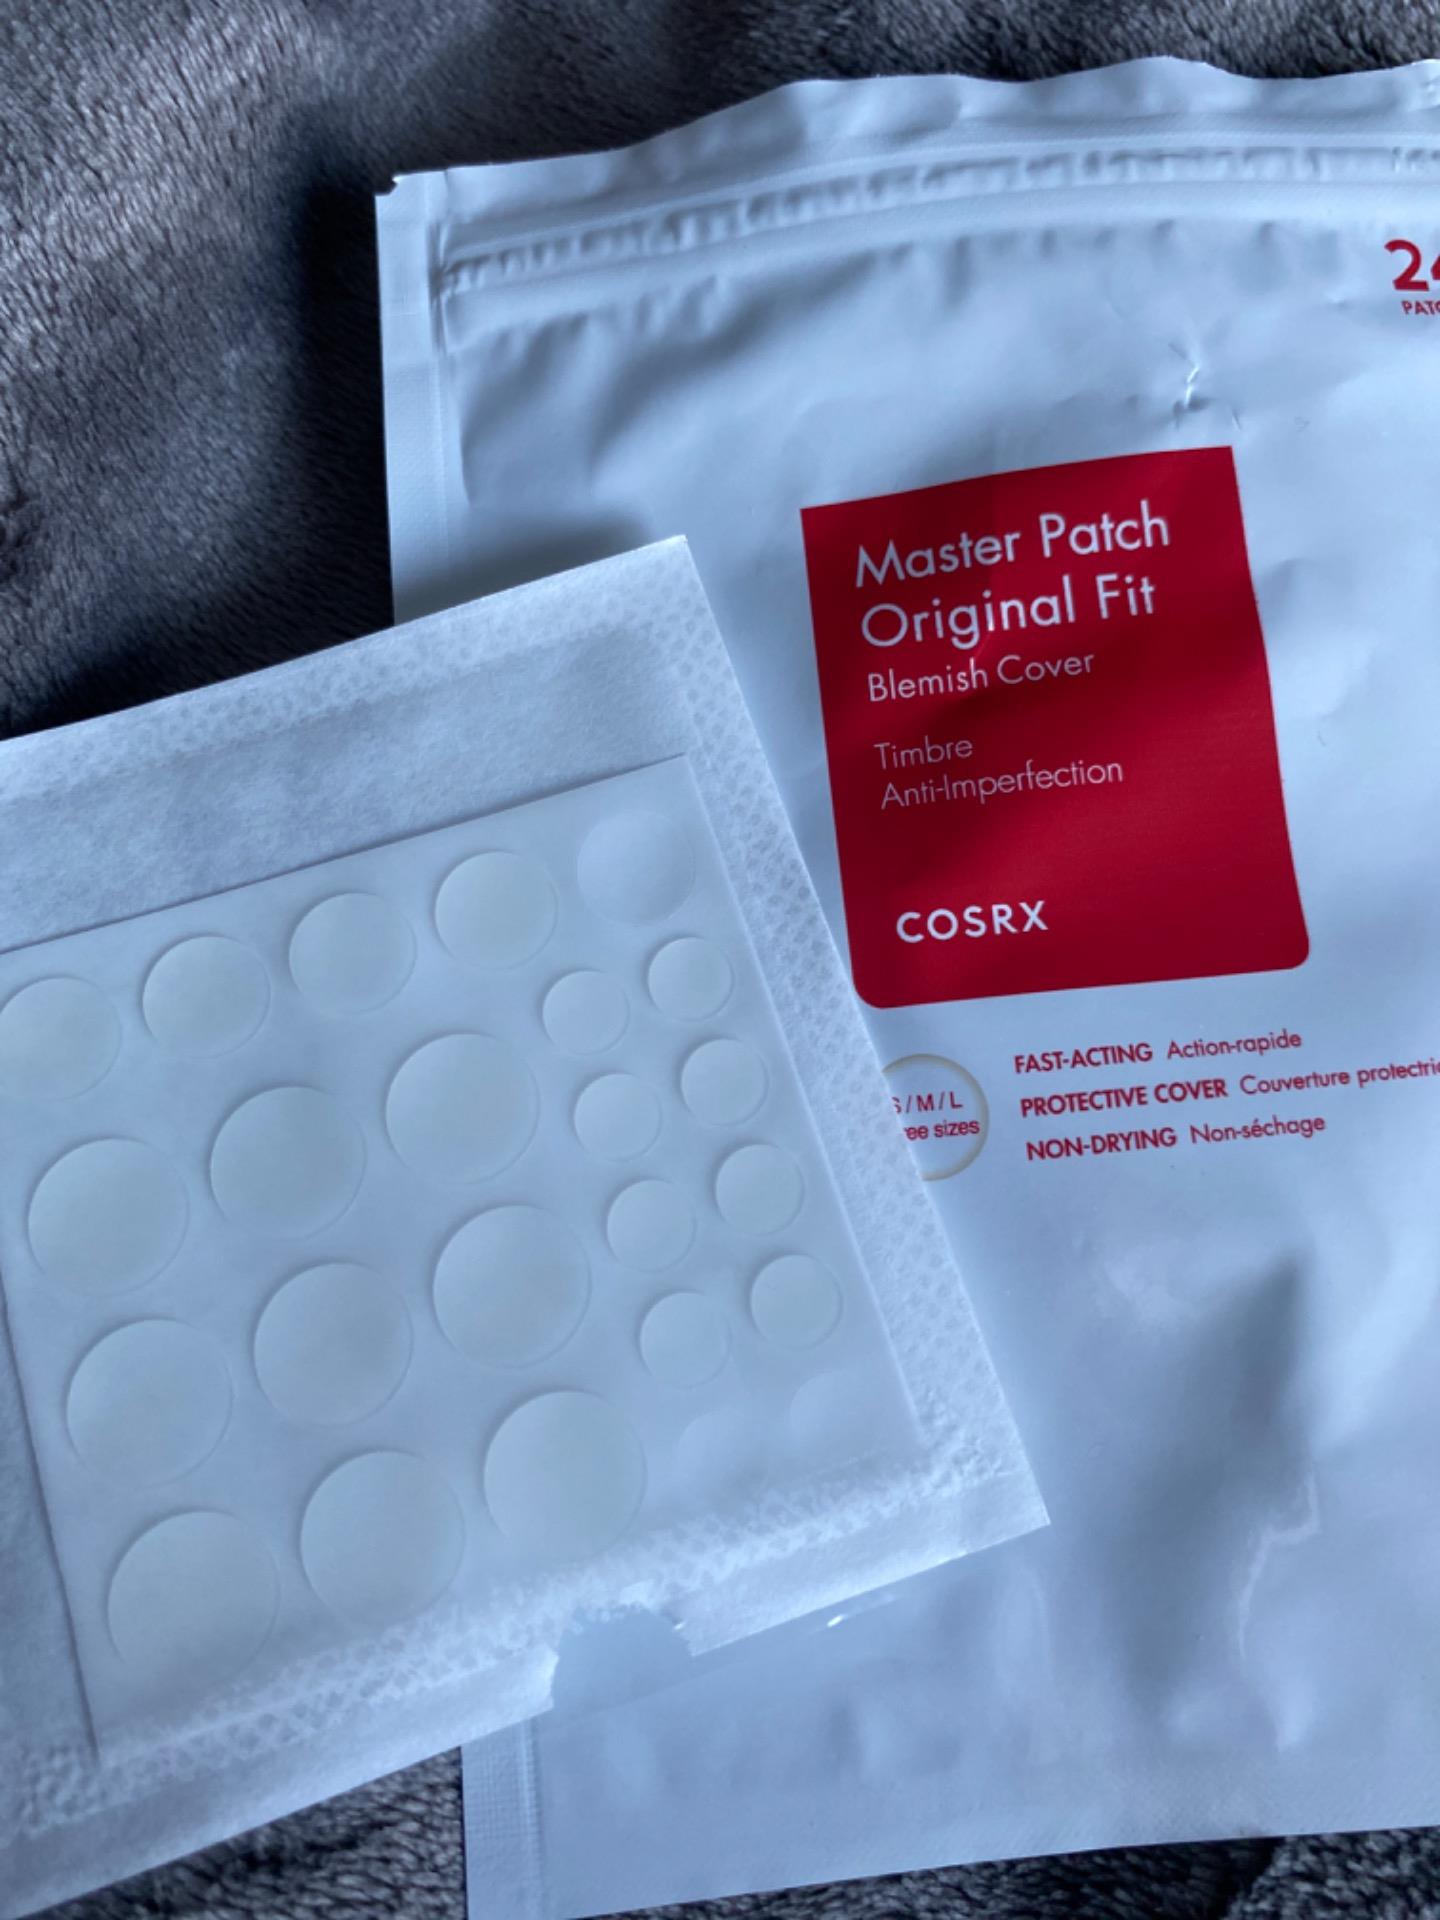 Master Patch
Original Fit
Blemish Cover
Timbre
Anti-Imperfection
COSRX
S/M/L
sizes
FAST-ACTING Action-rapide
PROTECTIVE COVER Couverture
NON-DRYING Non-séchage